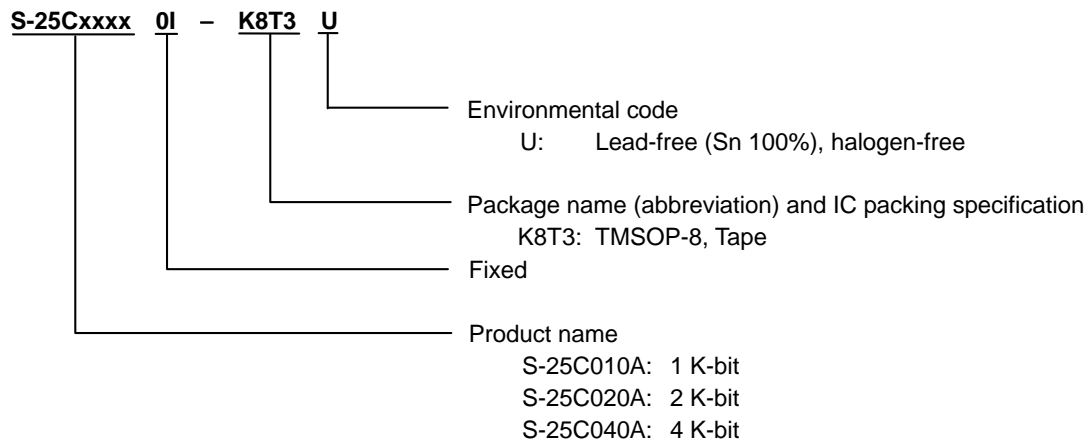 S-25Cxxxx 0I – K8T3 U
Environmental code
U: Lead-free (Sn 100%), halogen-free
Package name (abbreviation) and IC packing specification
K8T3: TMSOP-8, Tape
Fixed
Product name
S-25C010A: 1 K-bit
S-25C020A: 2 K-bit
S-25C040A: 4 K-bit